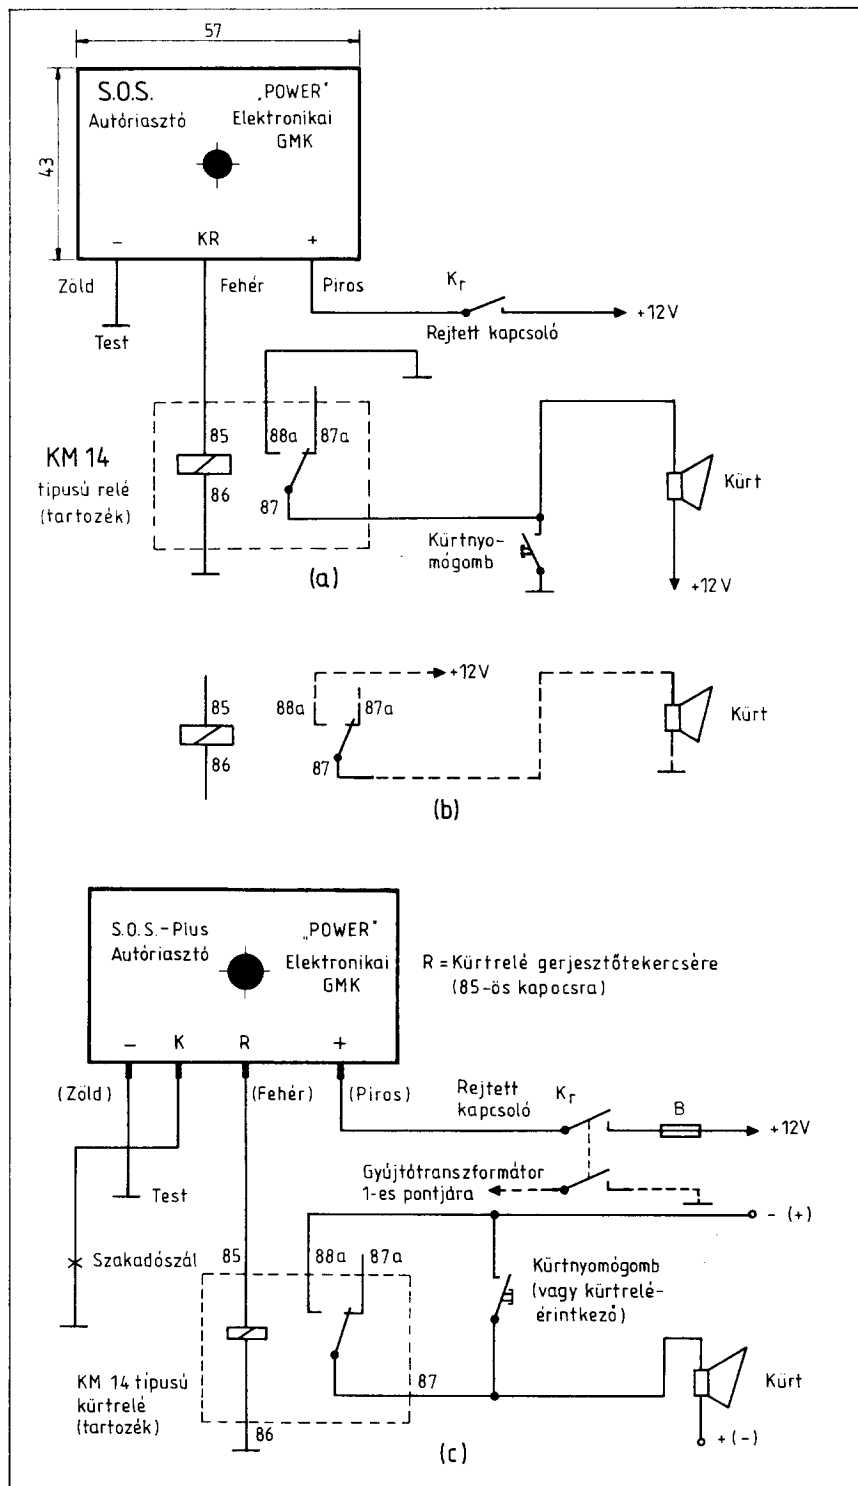 57
43
S.O.S.
Autóriasztó
„POWER"
Elektronikai
GMK
− KR +
Zöld
Fehér
Piros
Test
Kr
Rejtett kapcsoló
+12V
KM 14
típusú relé
(tartozék)
85
86
88a
87a
87
Kürtnyo-
mógomb
Kürt
+12V
(a)
85
86
88a
87a
87
+12V
Kürt
(b)
S.O.S.-Plus
Autóriasztó
„POWER"
Elektronikai
GMK
− K R +
R = Kürtrelé gerjesztőtekercsére
(85-ös kapocsra)
(Zöld)
(Fehér)
(Piros)
Rejtett
kapcsoló
Kr
B
+12V
Gyújtótranszformátor
1-es pontjára
Test
− (+)
Szakadószál
85
88a
87a
Kürtnyomógomb
(vagy kürtrelé-
érintkező)
KM 14 típusú
kürtrelé
(tartozék)
87
86
Kürt
+ (−)
(c)